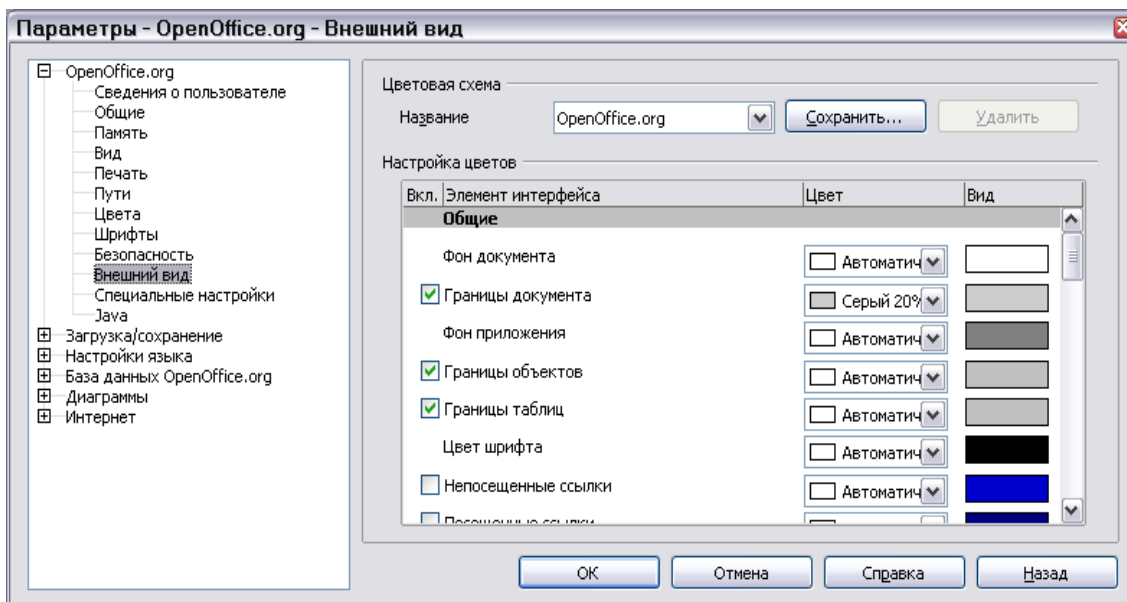 Параметры - OpenOffice.org - Внешний вид
OpenOffice.org
Сведения о пользователе
Общие
Память
Вид
Печать
Пути
Цвета
Шрифты
Безопасность
Внешний вид
Специальные настройки
Java
Загрузка/сохранение
Настройки языка
База данных OpenOffice.org
Диаграммы
Интернет
Цветовая схема
Название OpenOffice.org Сохранить... Удалить
Настройка цветов
Вкл. Элемент интерфейса Цвет Вид
Общие
Фон документа Автоматич
Границы документа Серый 20%
Фон приложения Автоматич
Границы объектов Автоматич
Границы таблиц Автоматич
Цвет шрифта Автоматич
Непосещенные ссылки Автоматич
Посещенные ссылки
ОК Отмена Справка Назад